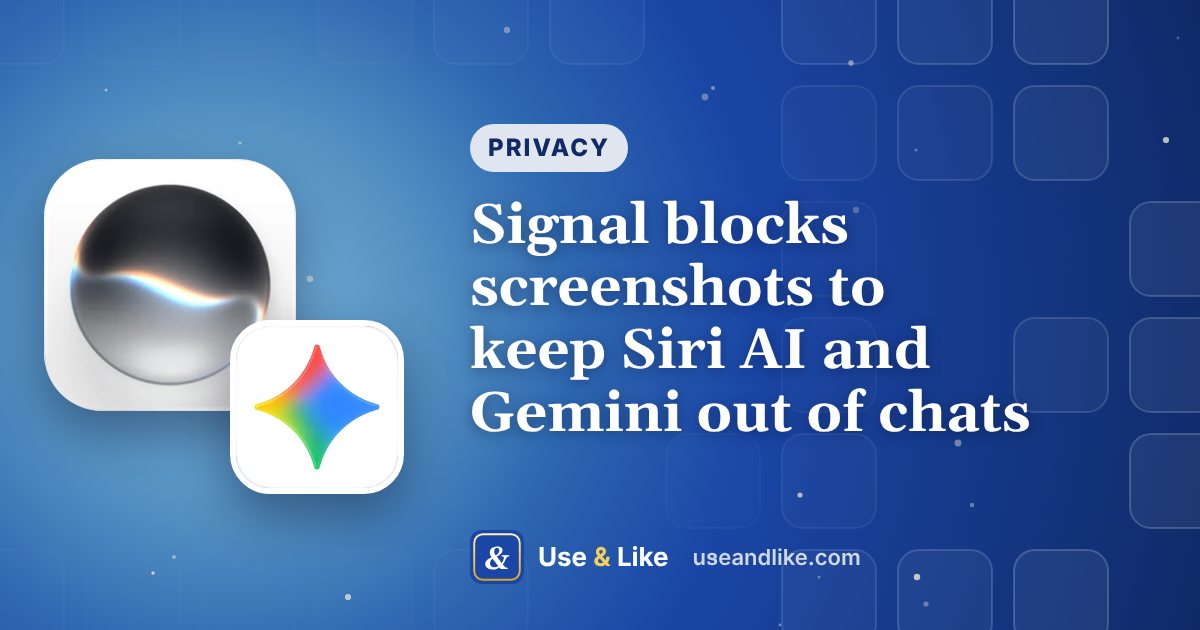 PRIVACY
Signal blocks
screenshots to
keep Siri AI and
Gemini out of chats
& Use & Like useandlike.com